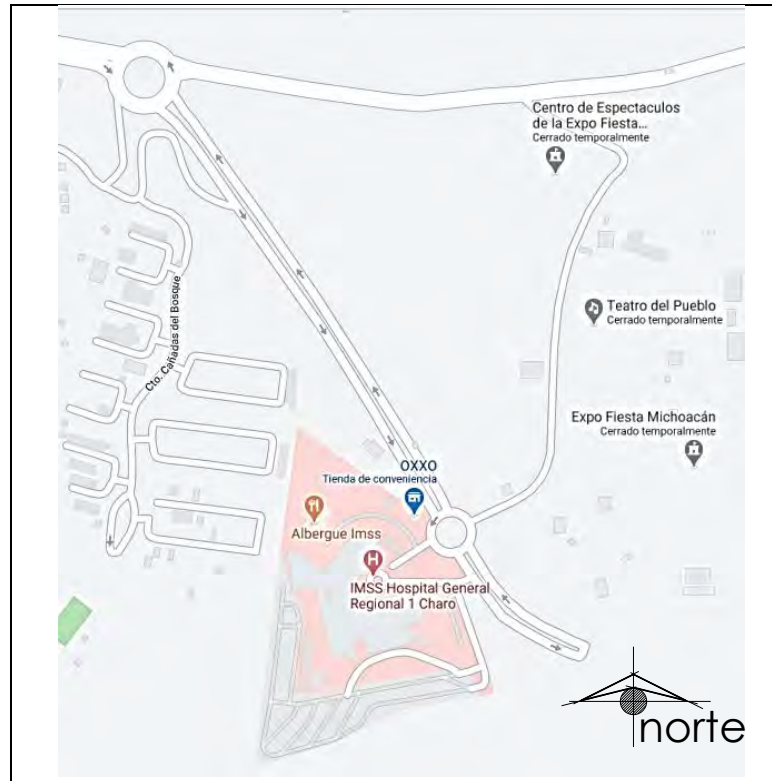 Centro de Espectaculos
de la Expo Fiesta...
Cerrado temporalmente
Cto. Cañadas del Bosque
Teatro del Pueblo
Cerrado temporalmente
Expo Fiesta Michoacán
Cerrado temporalmente
OXXO
Tienda de conveniencia
Albergue Imss
H
IMSS Hospital General
Regional 1 Charo
norte